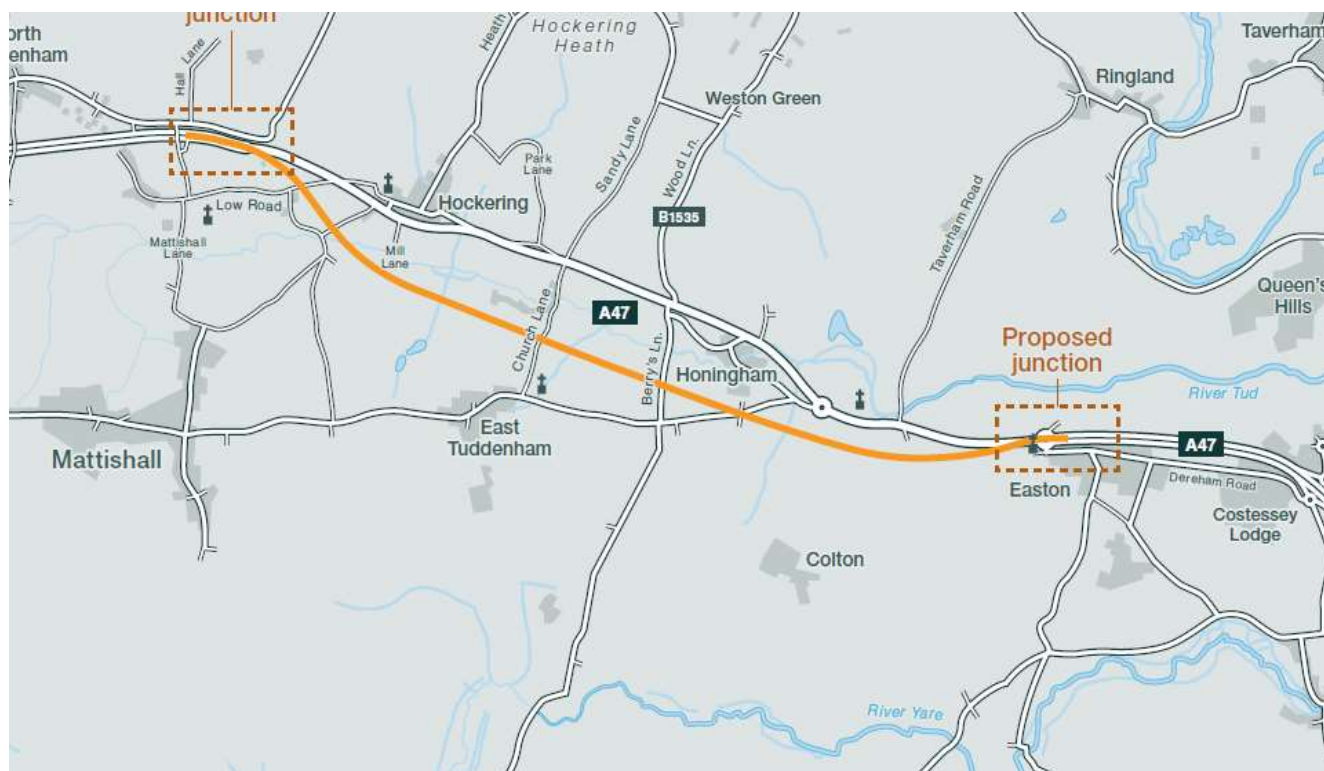 junction
orth
enham
Hall
Lane
Heath
Hockering
Heath
Taverham
Ringland
Weston Green
Sandy Lane
Wood Ln.
Park
Lane
Hockering
Low Road
B1535
Taverham Road
Mattishall
Lane
Mill
Lane
Queen's
Hills
Church Lane
A47
Berry's Ln.
Proposed
junction
Honingham
River Tud
East
Tuddenham
Mattishall
A47
Easton
Dereham Road
Costessey
Lodge
Colton
River Yare